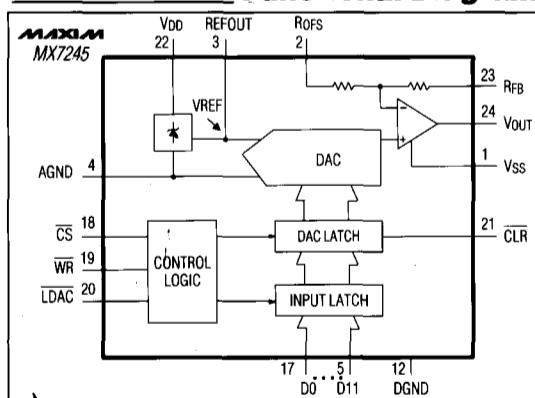 MAXIM
MX7245
VDD
22
REFOUT
3
ROFS
2
23
RFB
24
VOUT
1
VSS
VREF
DAC
AGND
4
CS
18
WR
19
LDAC
20
CONTROL
LOGIC
DAC LATCH
21
CLR
INPUT LATCH
17
5
12
D0
D11
DGND